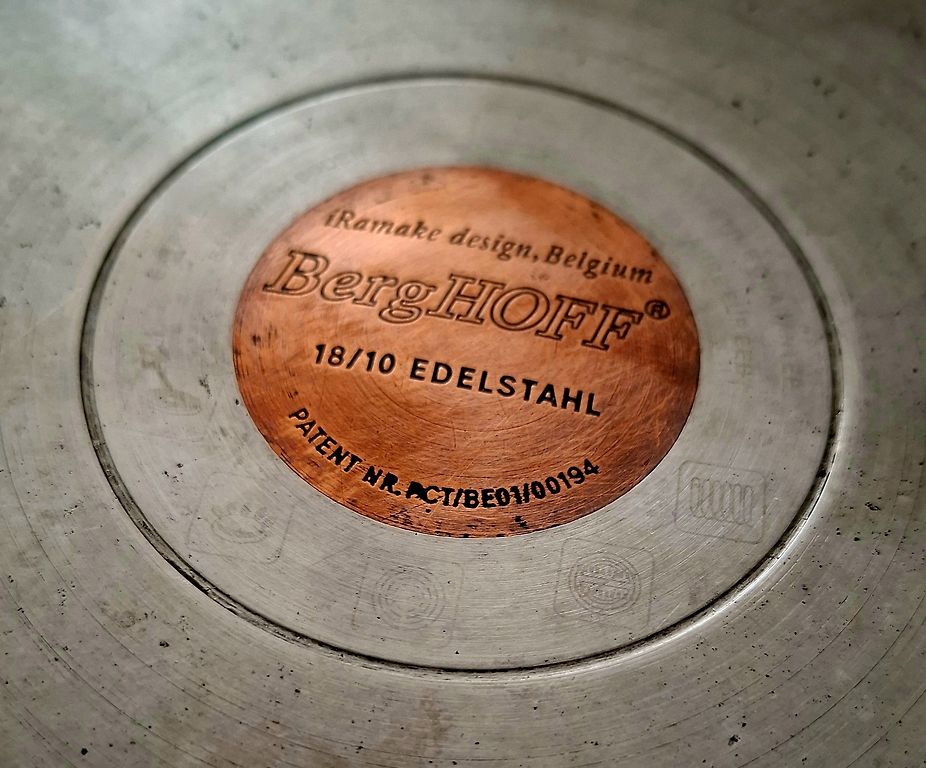 iRamake design, Belgium
BergHOFF®
18/10 EDELSTAHL
PATENT NR. PCT/BE01/00194